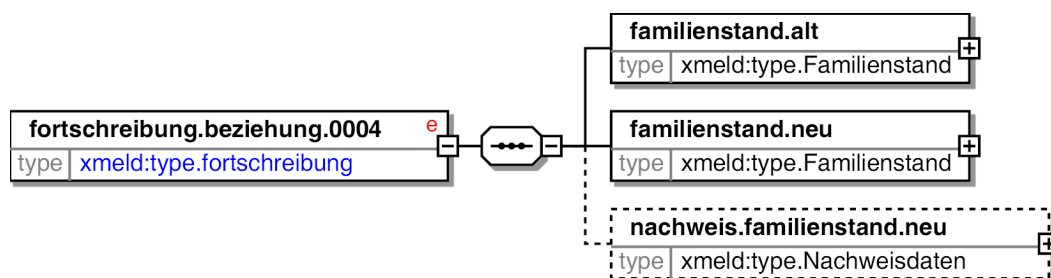 familienstand.alt
type xmeld:type.Familienstand
fortschreibung.beziehung.0004 e
type xmeld:type.fortschreibung
familienstand.neu
type xmeld:type.Familienstand
nachweis.familienstand.neu
type xmeld:type.Nachweisdaten